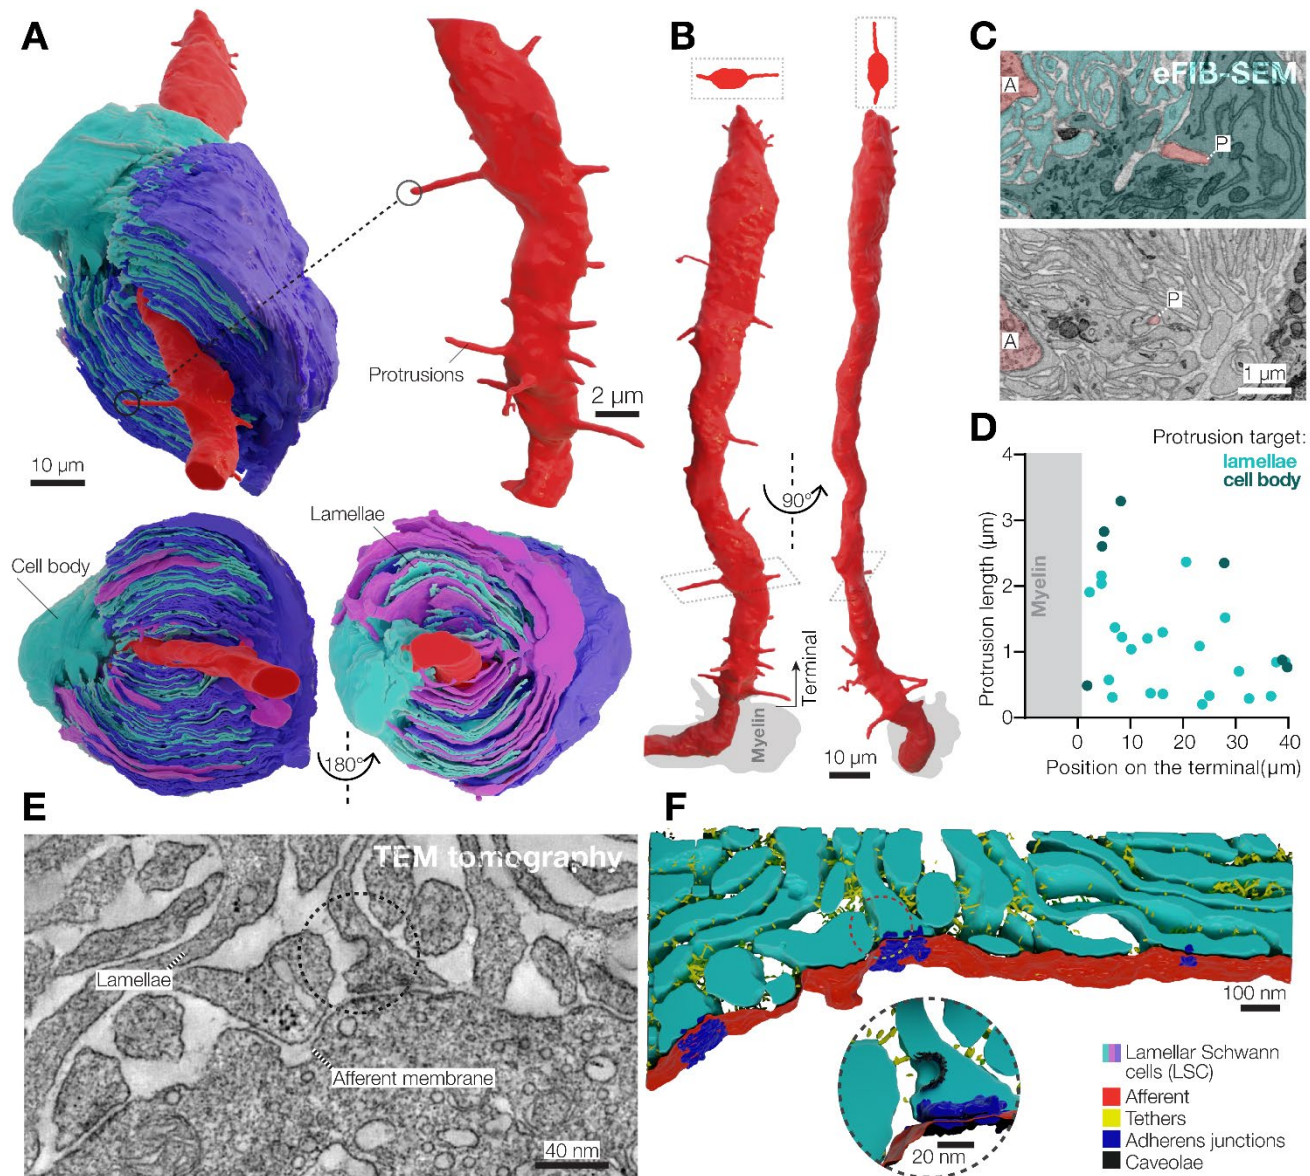 A
Protrusions
2 µm
10 µm
Cell body
Lamellae
180°
B
90°
Terminal
Myelin
10 µm
C
eFIB-SEM
A
P
P
A
1 µm
D
Protrusion target:
lamellae
cell body
Protrusion length (µm)
4
3
2
1
0
Myelin
0
10
20
30
40
Position on the terminal(µm)
E
TEM tomography
Lamellae
Afferent membrane
40 nm
F
100 nm
20 nm
Lamellar Schwann
cells (LSC)
Afferent
Tethers
Adherens junctions
Caveolae